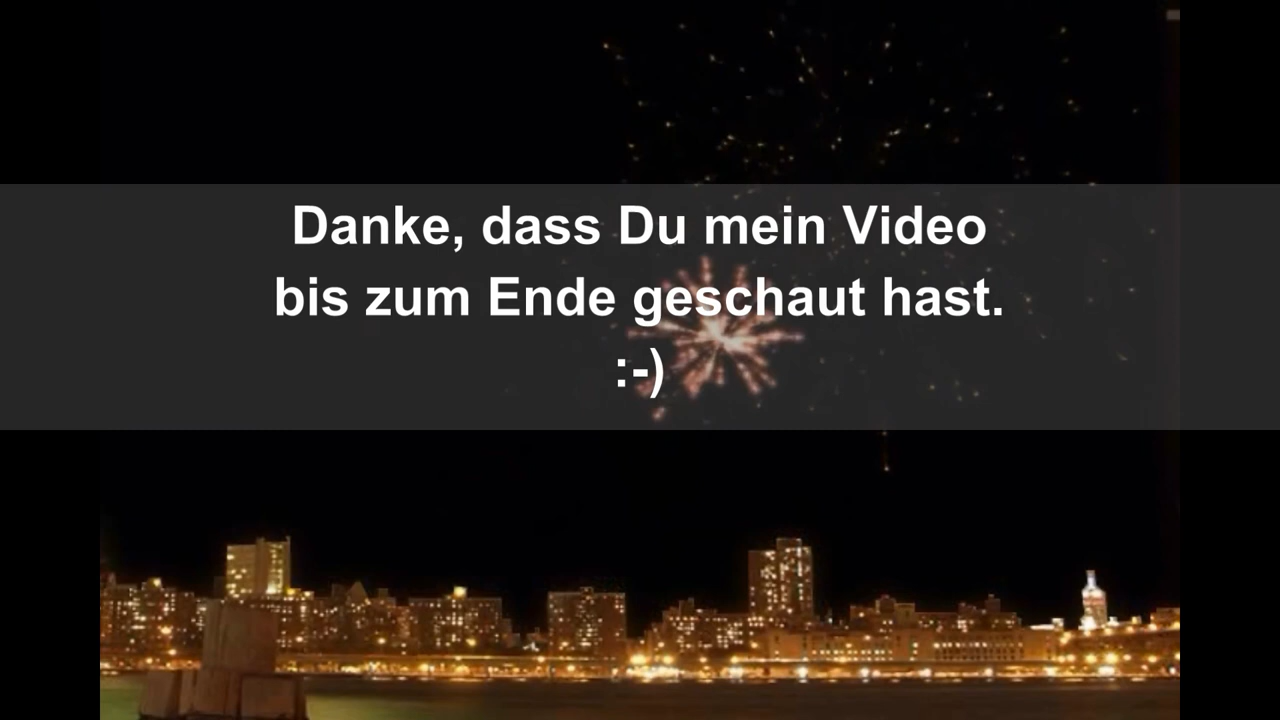 Danke, dass Du mein Video
bis zum Ende geschaut hast.
:-)